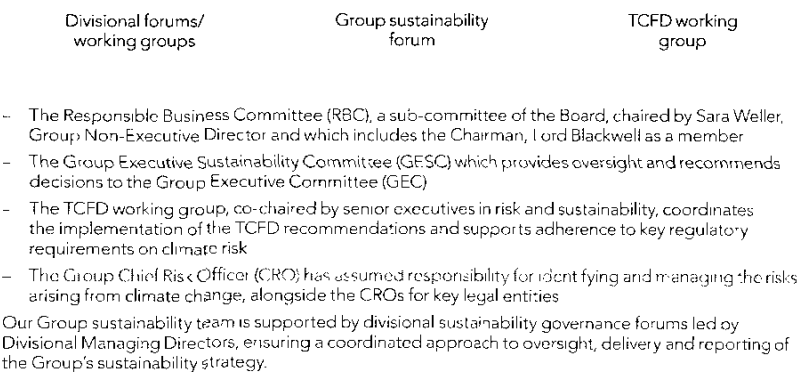 Divisional forums/
working groups
Group sustainability
forum
TCFD working
group
– The Responsible Business Committee (RBC), a sub-committee of the Board, chaired by Sara Weller,
Group Non-Executive Director and which includes the Chairman, Lord Blackwell as a member
– The Group Executive Sustainability Committee (GESC) which provides oversight and recommends
decisions to the Group Executive Committee (GEC)
– The TCFD working group, co-chaired by senior executives in risk and sustainability, coordinates
the implementation of the TCFD recommendations and supports adherence to key regulatory
requirements on climate risk
– The Group Chief Risk Officer (CRO) has assumed responsibility for identifying and managing the risks
arising from climate change, alongside the CROs for key legal entities
Our Group sustainability team is supported by divisional sustainability governance forums led by
Divisional Managing Directors, ensuring a coordinated approach to oversight, delivery and reporting of
the Group's sustainability strategy.